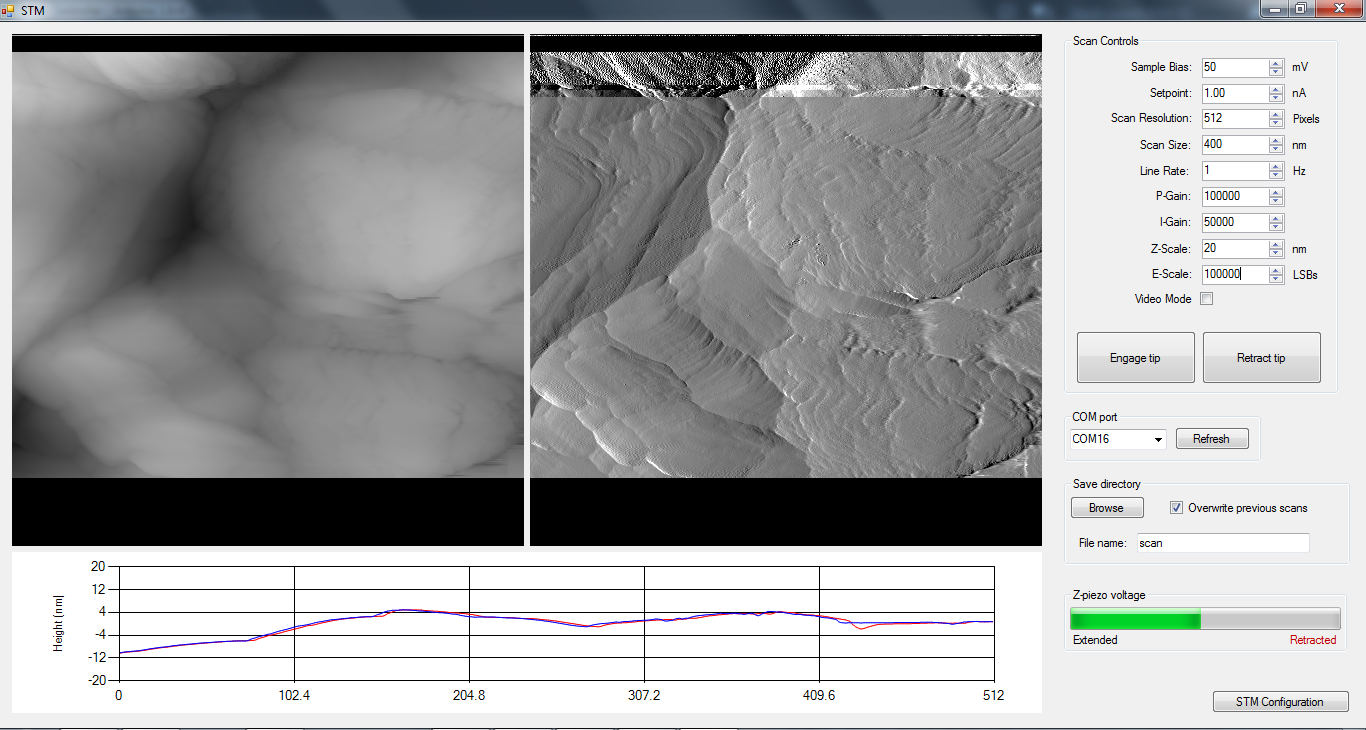 STM
Scan Controls
Sample Bias: 50 mV
Setpoint: 1.00 nA
Scan Resolution: 512 Pixels
Scan Size: 400 nm
Line Rate: 1 Hz
P-Gain: 100000
I-Gain: 50000
Z-Scale: 20 nm
E-Scale: 100000 LSBs
Video Mode
Engage tip Retract tip
COM port
COM16 Refresh
Save directory
Browse Overwrite previous scans
File name: scan
Z-piezo voltage
Extended Retracted
STM Configuration
Height [nm]
20
12
4
-4
-12
-20
0 102.4 204.8 307.2 409.6 512